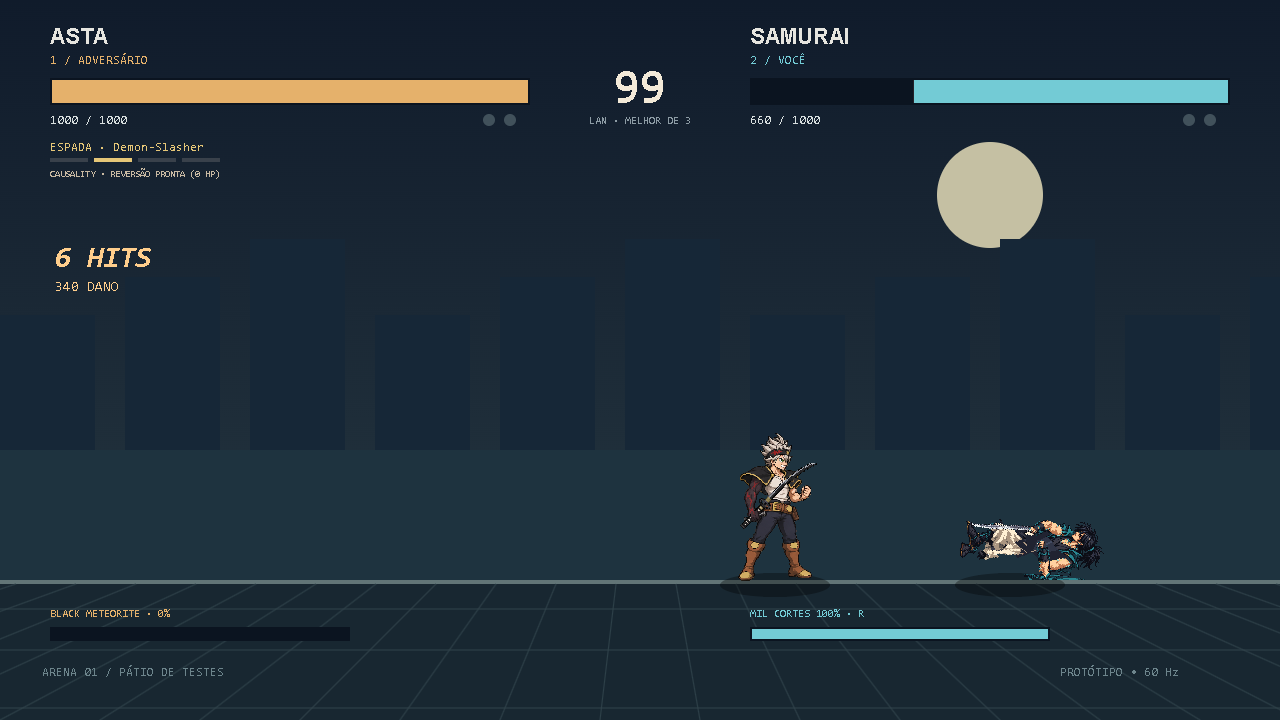 ASTA
1 / ADVERSÁRIO
1000 / 1000
ESPADA · Demon-Slasher
CAUSALITY · REVERSÃO PRONTA (0 HP)
6 HITS
340 DANO
99
LAN · MELHOR DE 3
SAMURAI
2 / VOCÊ
660 / 1000
BLACK METEORITE · 0%
MIL CORTES 100% · R
ARENA 01 / PÁTIO DE TESTES
PROTÓTIPO • 60 Hz